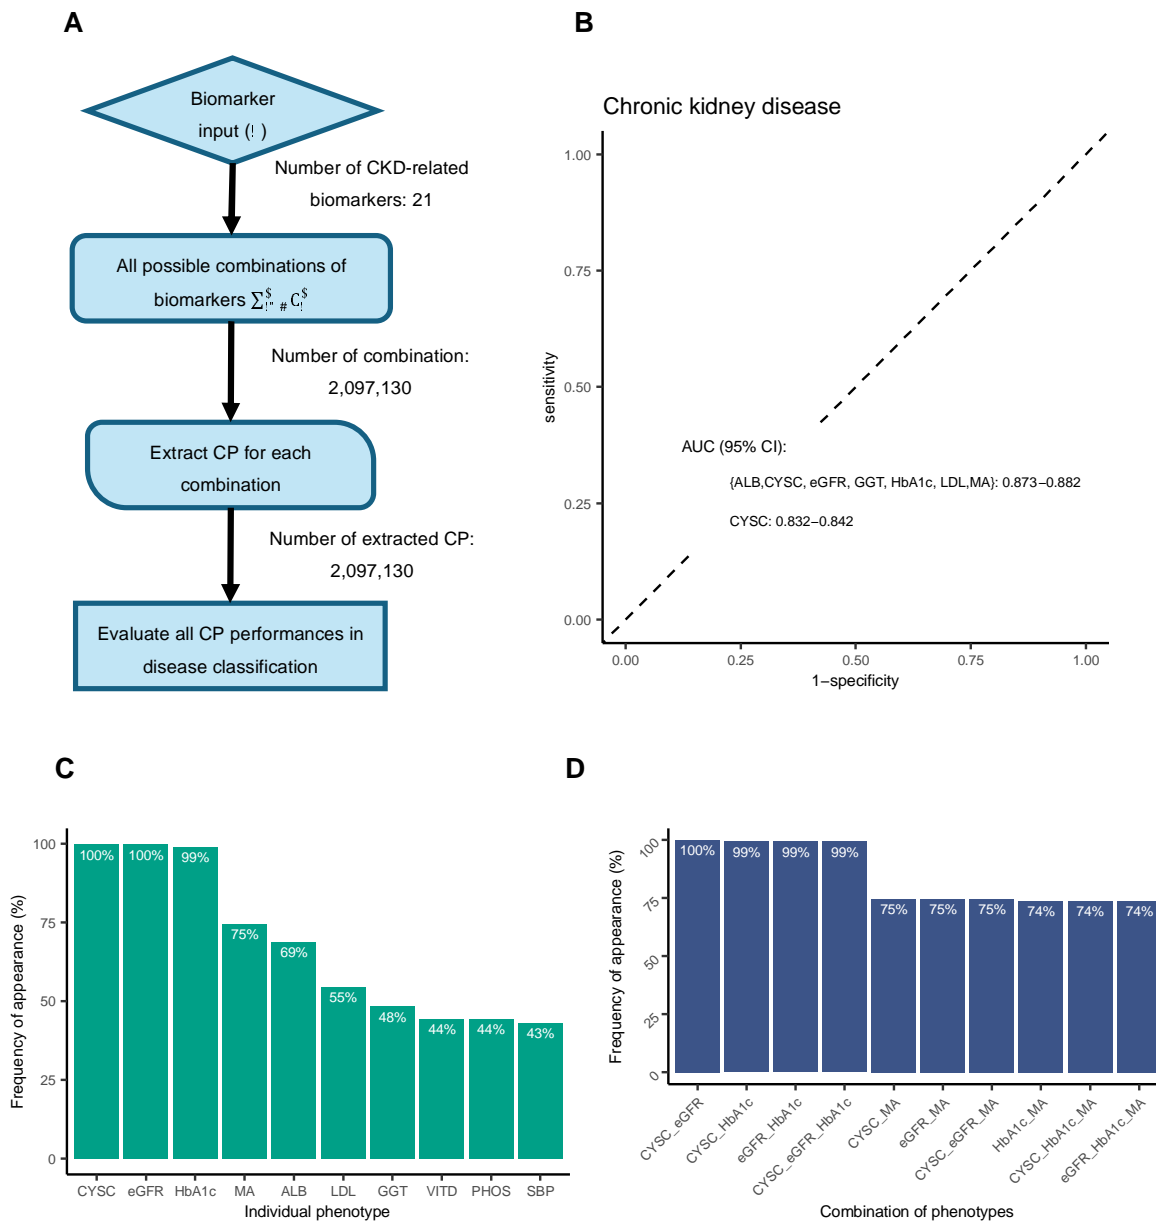 A
Biomarker
input (! )
Number of CKD-related
biomarkers: 21
All possible combinations of
biomarkers ∑$!"#C$!
Number of combination:
2,097,130
Extract CP for each
combination
Number of extracted CP:
2,097,130
Evaluate all CP performances in
disease classification
B
Chronic kidney disease
sensitivity
1.00
0.75
0.50
0.25
0.00
AUC (95% CI):
{ALB,CYSC, eGFR, GGT, HbA1c, LDL,MA}: 0.873−0.882
CYSC: 0.832−0.842
0.00 0.25 0.50 0.75 1.00
1−specificity
C
Frequency of appearance (%)
100
75
50
25
0
100% 100% 99% 75% 69% 55% 48% 44% 44% 43%
CYSC eGFR HbA1c MA ALB LDL GGT VITD PHOS SBP
Individual phenotype
D
Frequency of appearance (%)
100
75
50
25
0
100% 99% 99% 99% 75% 75% 75% 74% 74% 74%
CYSC_eGFR
CYSC_HbA1c
eGFR_HbA1c
CYSC_eGFR_HbA1c
CYSC_MA
eGFR_MA
CYSC_eGFR_MA
HbA1c_MA
CYSC_HbA1c_MA
eGFR_HbA1c_MA
Combination of phenotypes